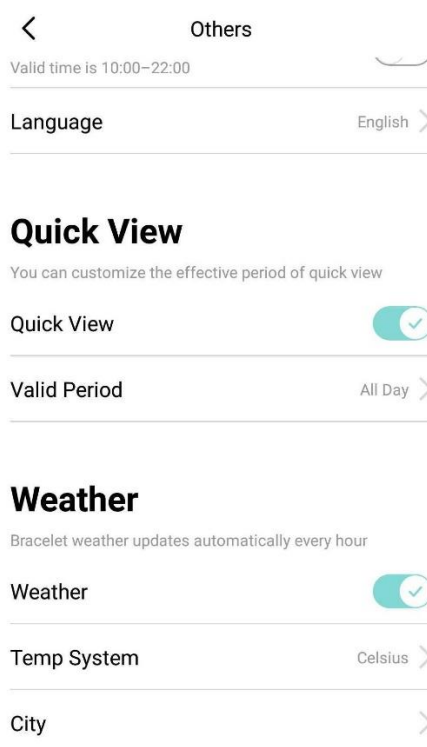 Others
Valid time is 10:00–22:00
Language English
Quick View
You can customize the effective period of quick view
Quick View
Valid Period All Day
Weather
Bracelet weather updates automatically every hour
Weather
Temp System Celsius
City